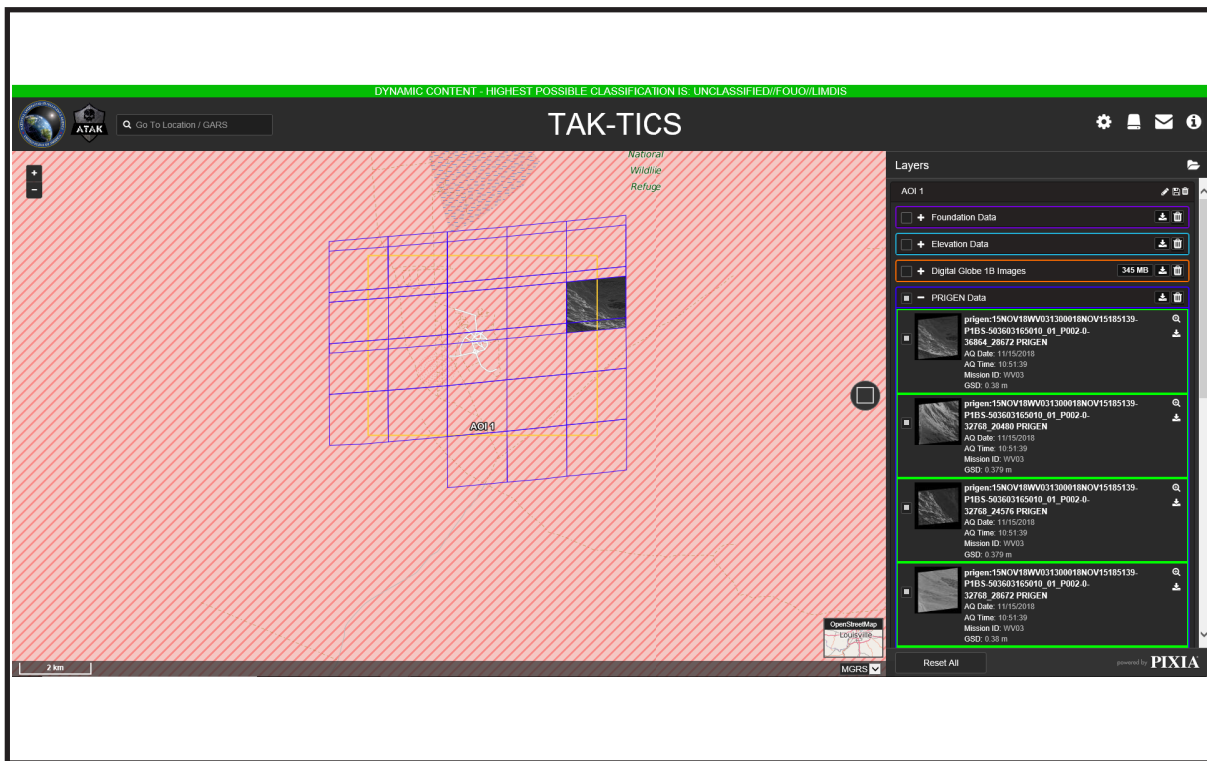 DYNAMIC CONTENT - HIGHEST POSSIBLE CLASSIFICATION IS: UNCLASSIFIED//FOUO//LIMDIS
ATAK
Go To Location / GARS
TAK-TICS
+
−
National
Wildlife
Refuge
AOI 1
OpenStreetMap
Louisville
2 km
MGRS
Layers
AOI 1
+ Foundation Data
+ Elevation Data
+ Digital Globe 1B Images 345 MB
− PRIGEN Data
prigen:15NOV18WV031300018NOV15185139-
P1BS-503603165010_01_P002-0-
36864_28672 PRIGEN
AQ Date: 11/15/2018
AQ Time: 10:51:39
Mission ID: WV03
GSD: 0.38 m
prigen:15NOV18WV031300018NOV15185139-
P1BS-503603165010_01_P002-0-
32768_20480 PRIGEN
AQ Date: 11/15/2018
AQ Time: 10:51:39
Mission ID: WV03
GSD: 0.379 m
prigen:15NOV18WV031300018NOV15185139-
P1BS-503603165010_01_P002-0-
32768_24576 PRIGEN
AQ Date: 11/15/2018
AQ Time: 10:51:39
Mission ID: WV03
GSD: 0.379 m
prigen:15NOV18WV031300018NOV15185139-
P1BS-503603165010_01_P002-0-
32768_28672 PRIGEN
AQ Date: 11/15/2018
AQ Time: 10:51:39
Mission ID: WV03
GSD: 0.38 m
Reset All
powered by PIXIA